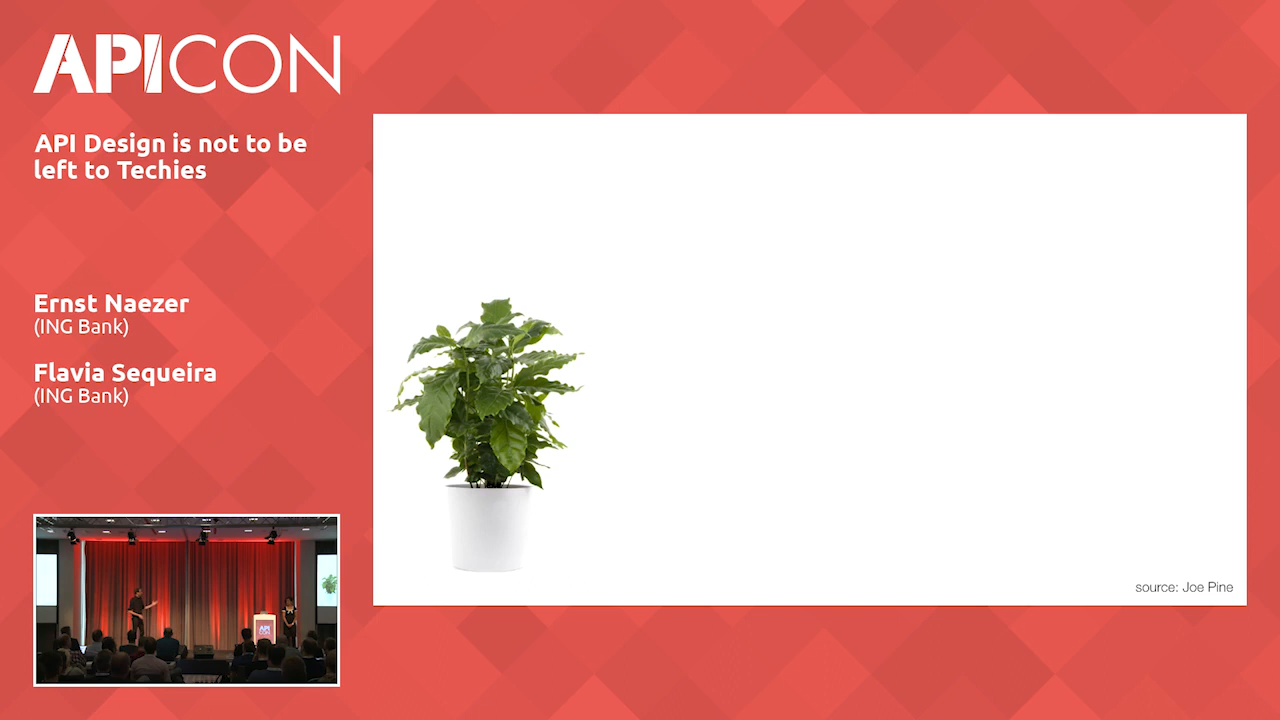 APICON
API Design is not to be
left to Techies
Ernst Naezer
(ING Bank)
Flavia Sequeira
(ING Bank)
API
source: Joe Pine